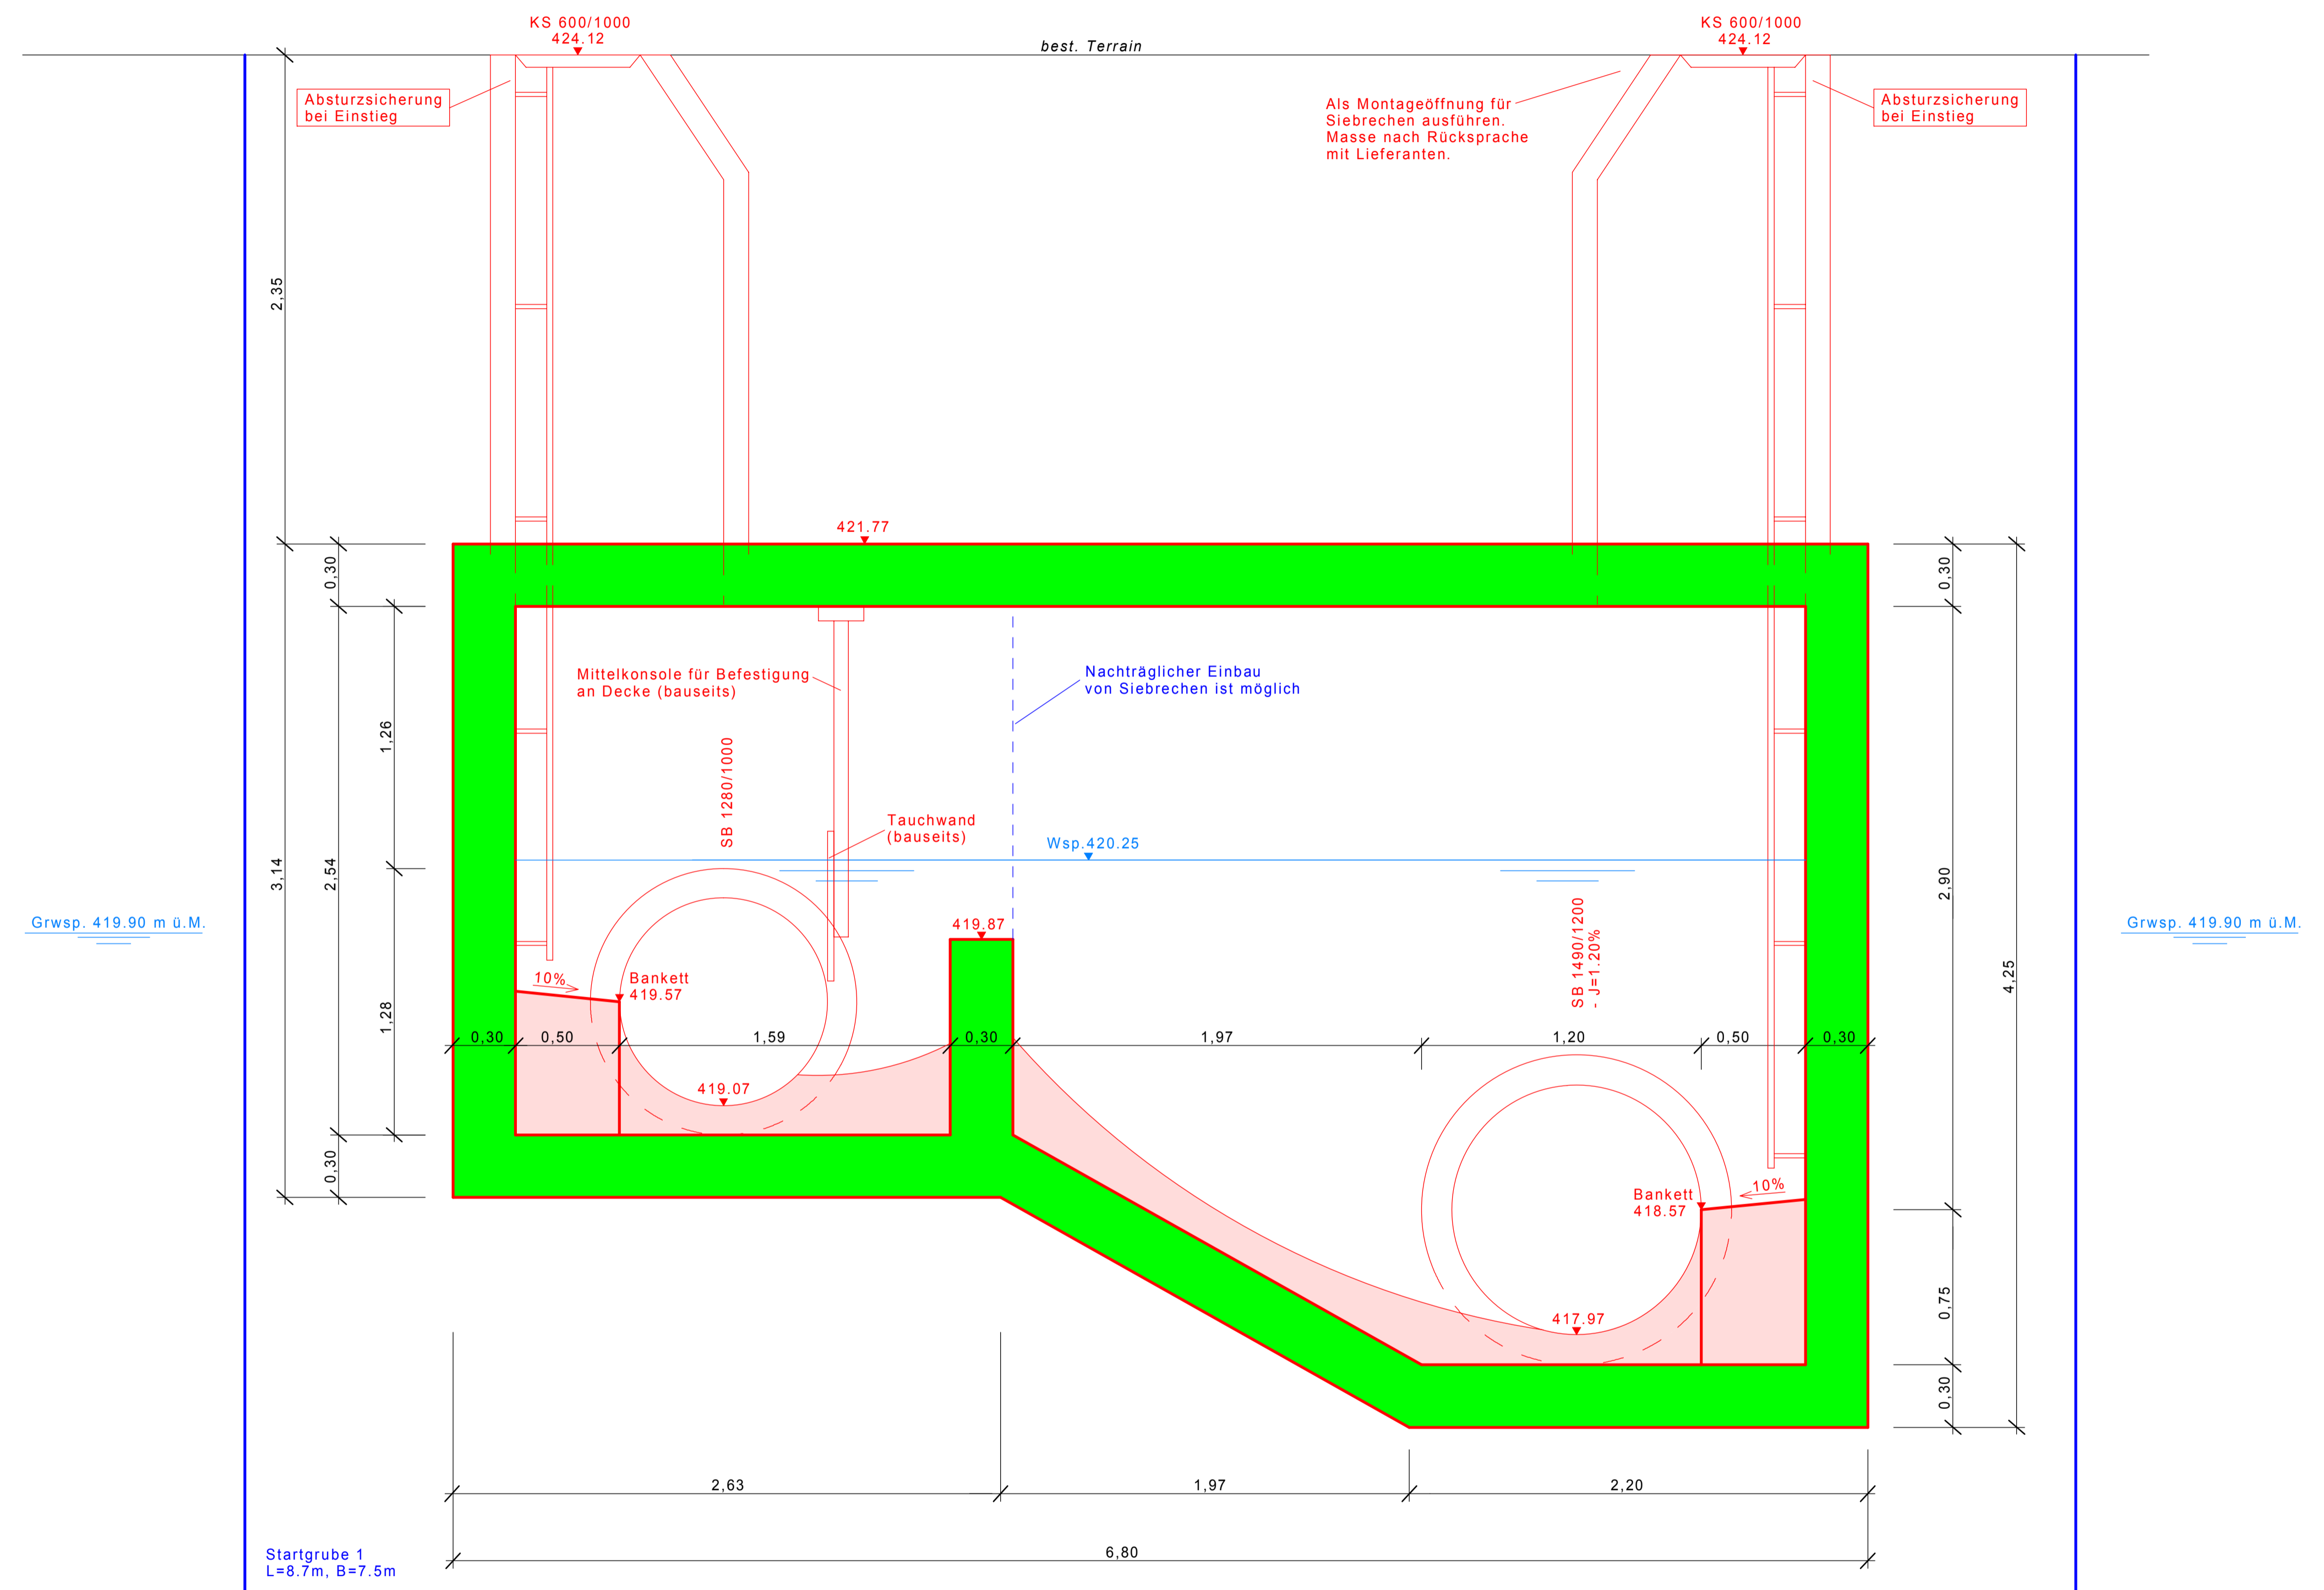 KS 600/1000
424.12
best. Terrain
KS 600/1000
424.12
Absturzsicherung
bei Einstieg
Als Montageöffnung für
Siebrechen ausführen.
Masse nach Rücksprache
mit Lieferanten.
Absturzsicherung
bei Einstieg
2,35
421.77
0,30
0,30
Mittelkonsole für Befestigung
an Decke (bauseits)
Nachträglicher Einbau
von Siebrechen ist möglich
1,26
SB 1280/1000
Tauchwand
(bauseits)
Wsp.420.25
3,14
2,54
2,90
Grwsp. 419.90 m ü.M.
419.87
SB 1490/1200
- J=1.20%
Grwsp. 419.90 m ü.M.
4,25
10%
Bankett
419.57
1,28
0,30
0,50
1,59
0,30
1,97
1,20
0,50
0,30
419.07
0,30
10%
Bankett
418.57
417.97
0,75
0,30
2,63
1,97
2,20
6,80
Startgrube 1
L=8.7m, B=7.5m